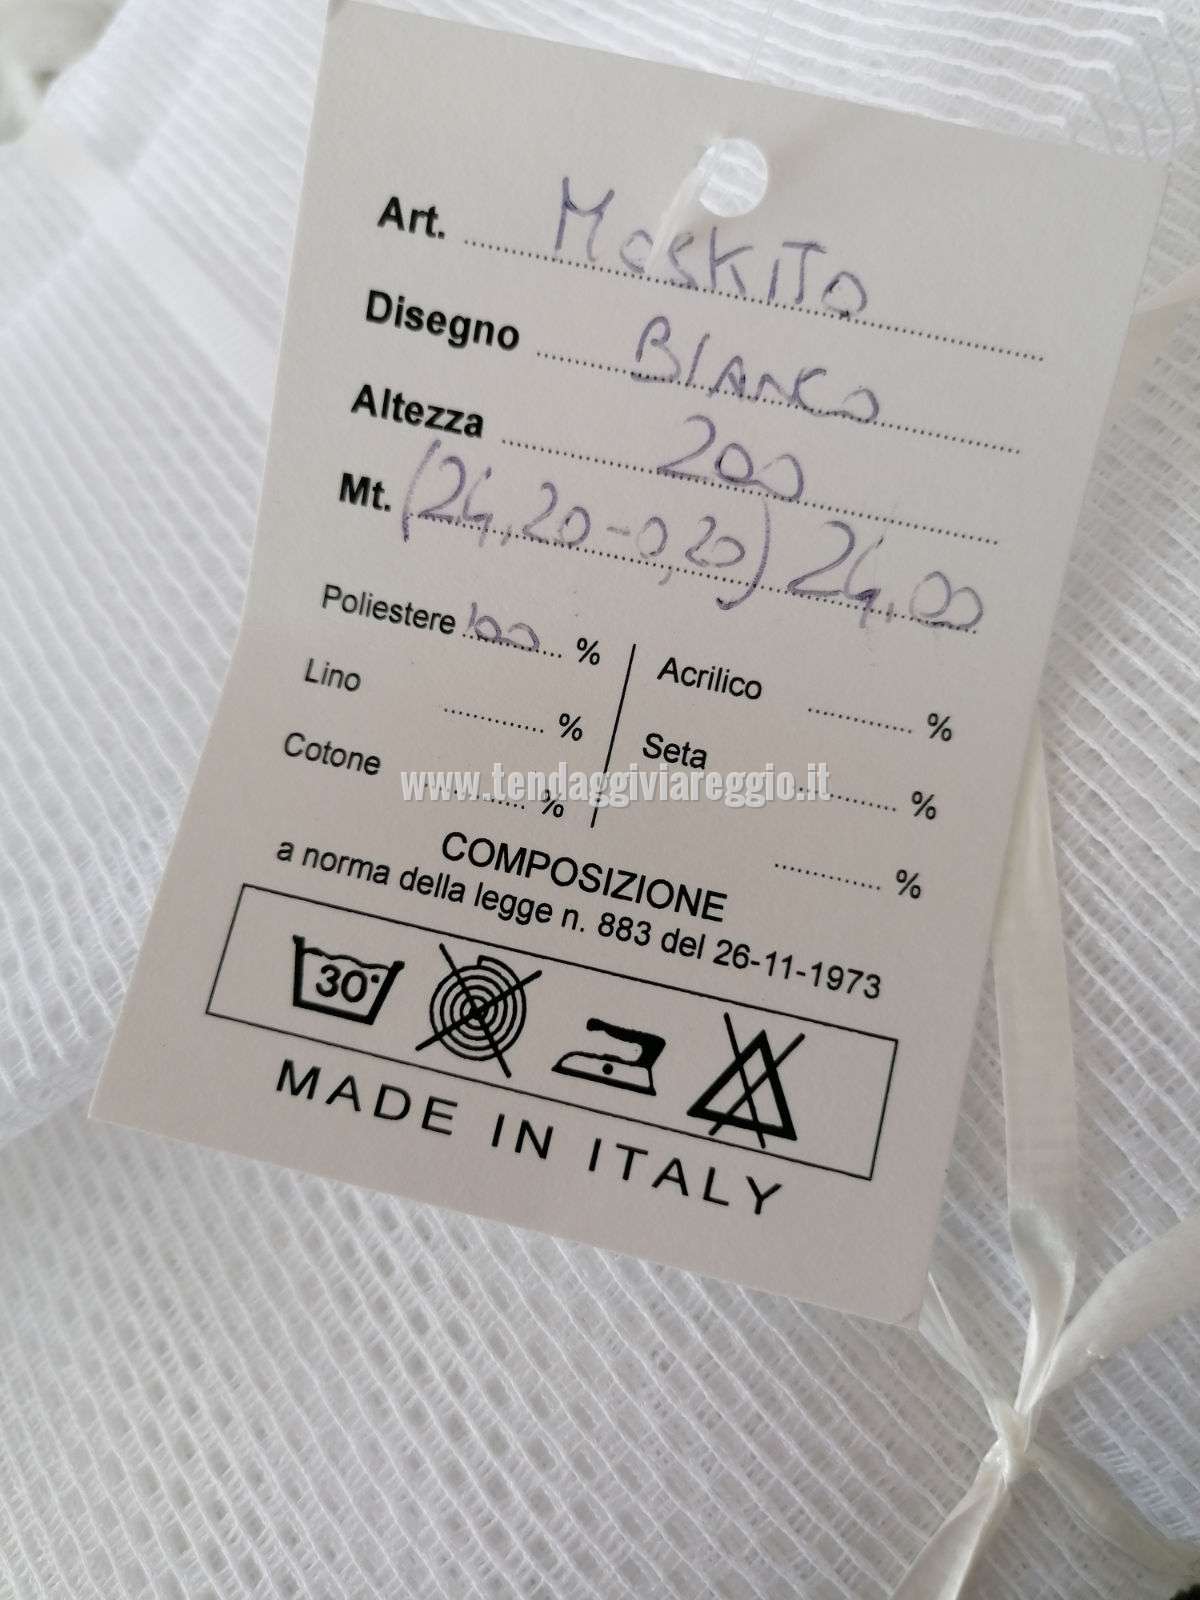 Art. MOSKITO
Disegno BIANCO
Altezza 200
Mt. (24,20-0,20) 24,00
Poliestere 100 % Acrilico %
Lino % Seta %
Cotone % %
www.tendaggiviareggio.it
COMPOSIZIONE
a norma della legge n. 883 del 26-11-1973
30°
MADE IN ITALY